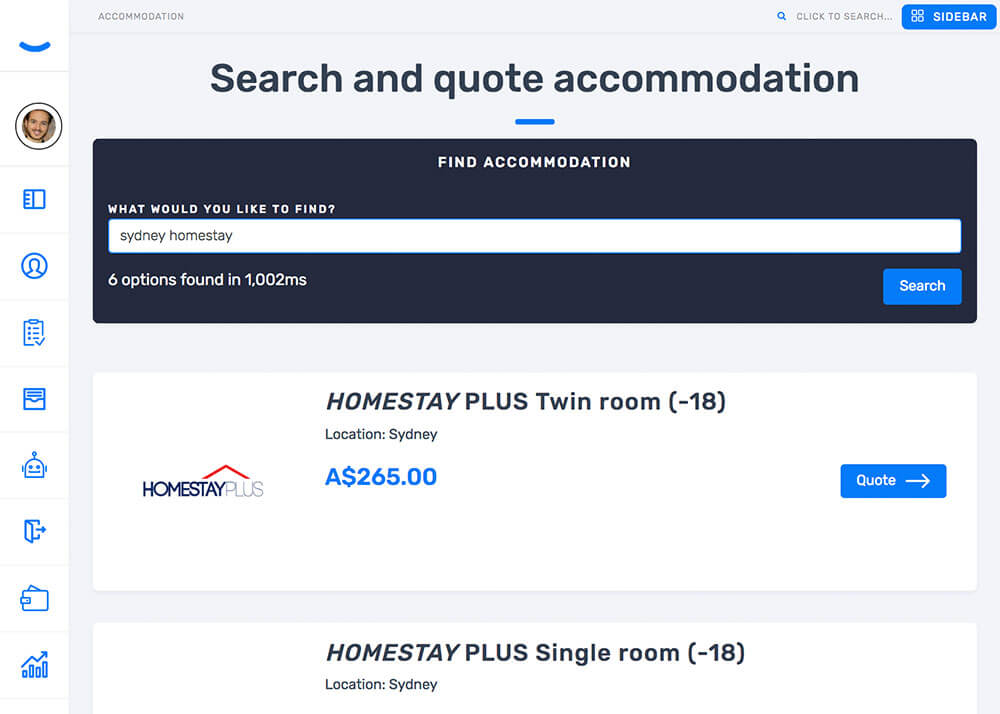 ACCOMMODATION
CLICK TO SEARCH...
SIDEBAR
Search and quote accommodation
FIND ACCOMMODATION
WHAT WOULD YOU LIKE TO FIND?
sydney homestay
6 options found in 1,002ms
Search
HOMESTAY PLUS Twin room (-18)
Location: Sydney
A$265.00
HOMESTAYPLUS
Quote
HOMESTAY PLUS Single room (-18)
Location: Sydney